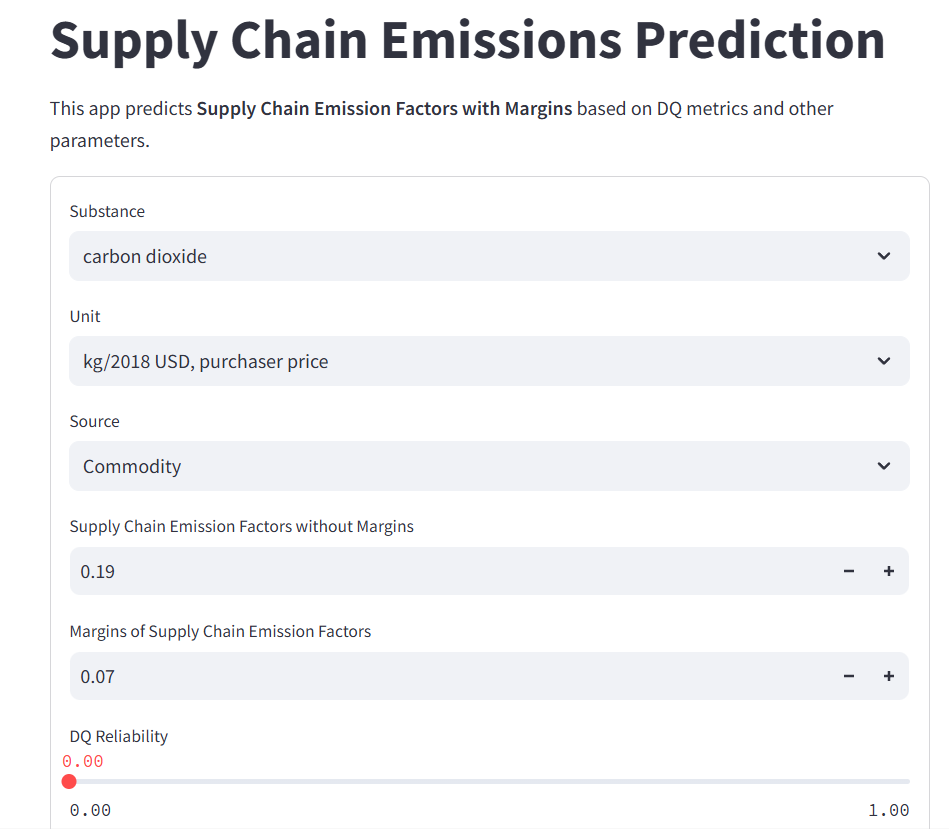 Supply Chain Emissions Prediction
This app predicts Supply Chain Emission Factors with Margins based on DQ metrics and other
parameters.
Substance
carbon dioxide
Unit
kg/2018 USD, purchaser price
Source
Commodity
Supply Chain Emission Factors without Margins
0.19
Margins of Supply Chain Emission Factors
0.07
DQ Reliability
0.00
0.00 1.00